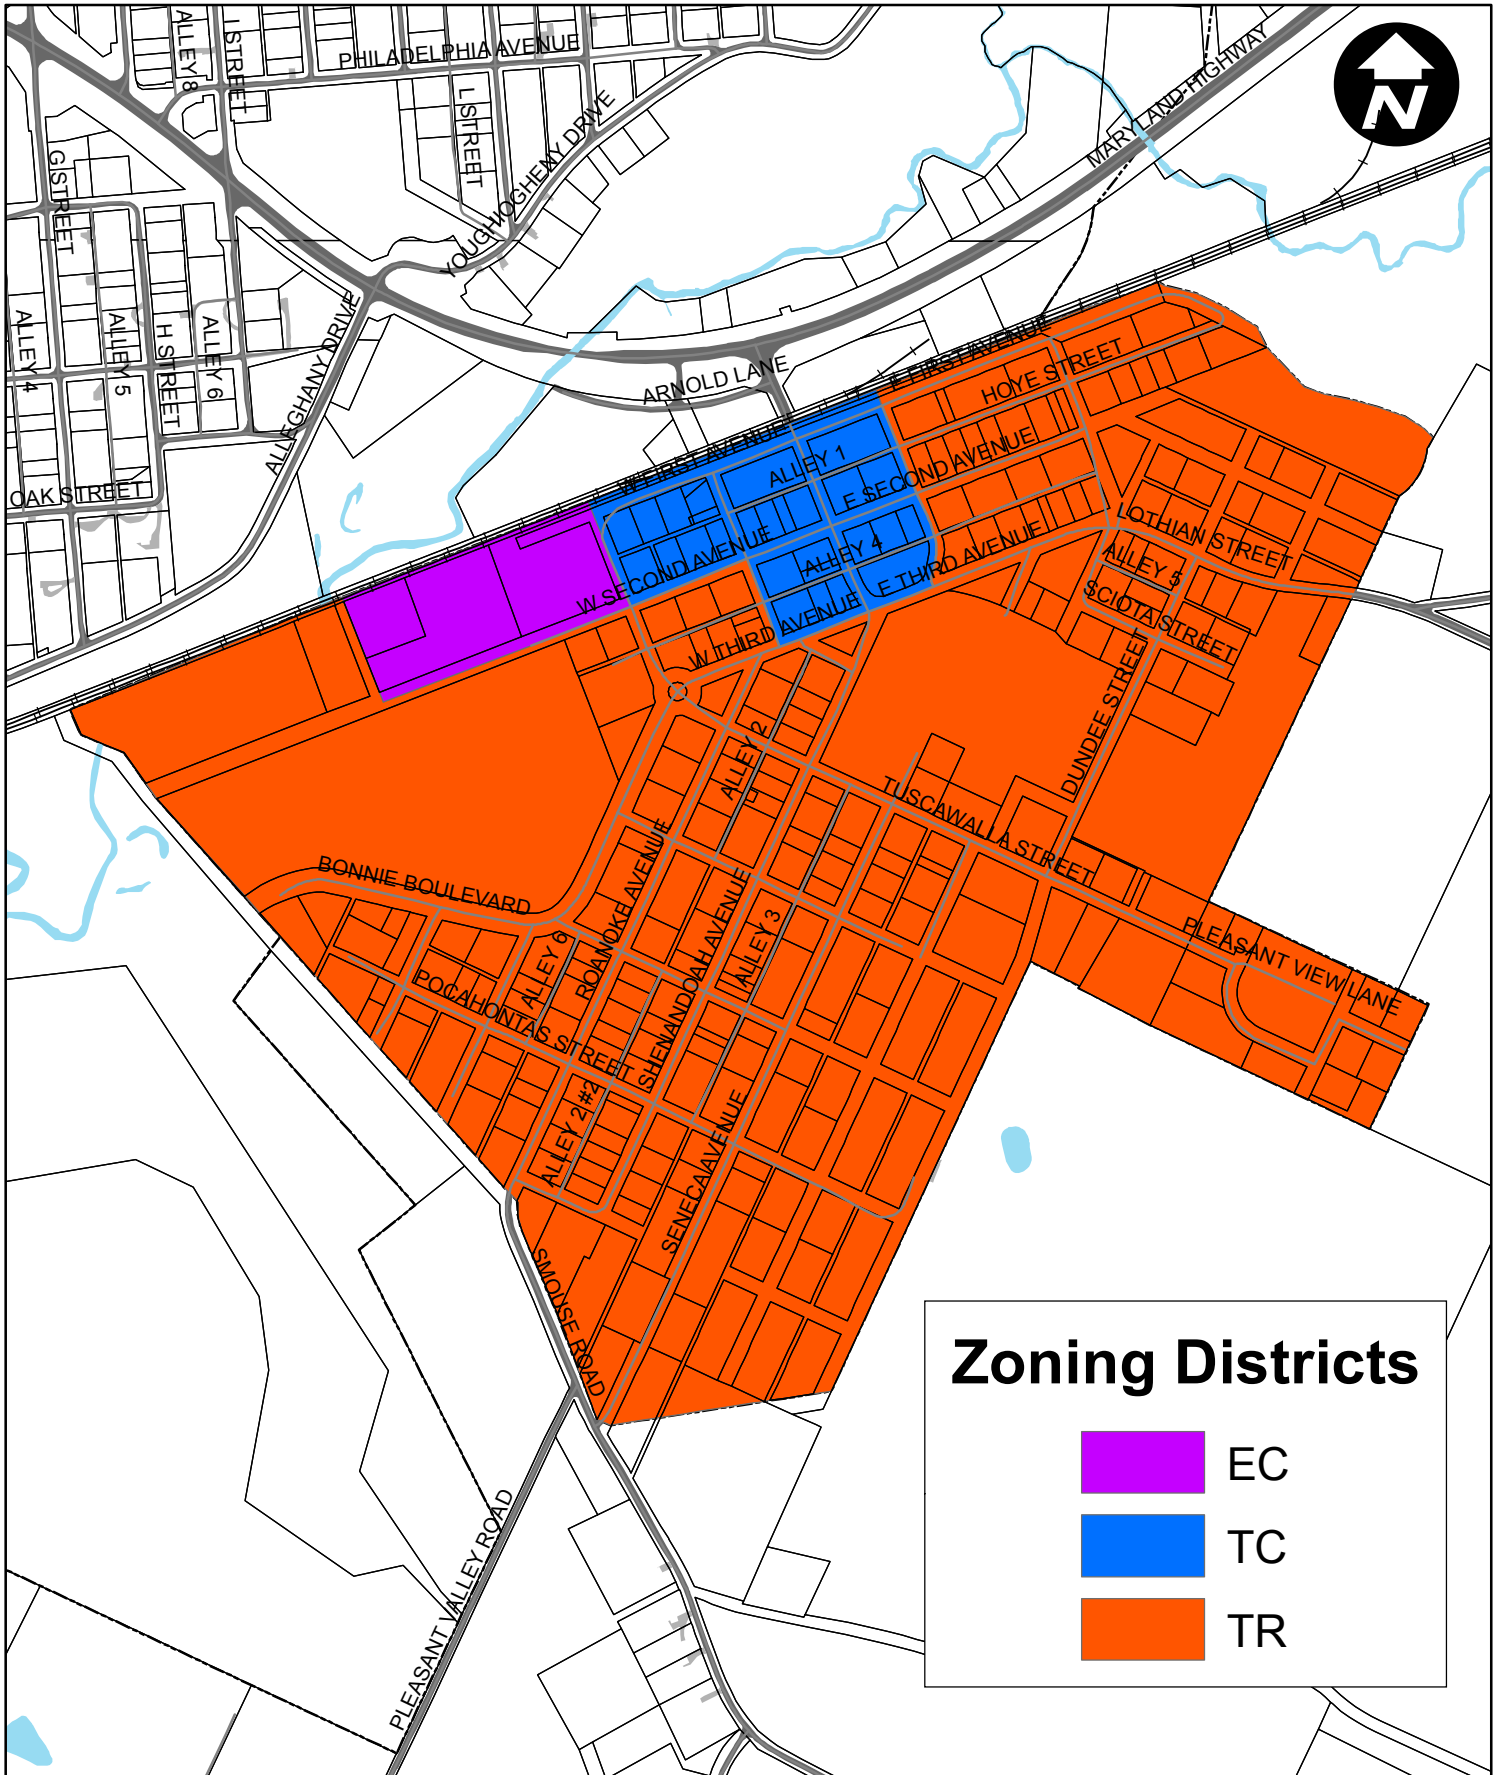 ALLEY 8
I STREET
PHILADELPHIA AVENUE
N
MARYLAND HIGHWAY
L STREET
YOUGHIOGHENY DRIVE
G STREET
ALLEY 4
ALLEY 5
H STREET
ALLEY 6
ALLEGHANY DRIVE
ARNOLD LANE
E FIRST AVENUE
HOYE STREET
W FIRST AVENUE
ALLEY 1
E SECOND AVENUE
OAK STREET
LOTHIAN STREET
W SECOND AVENUE
ALLEY 4
E THIRD AVENUE
ALLEY 5
SCIOTA STREET
W THIRD AVENUE
DUNDEE STREET
ALLEY 2
TUSCAWALLA STREET
BONNIE BOULEVARD
ROANOKE AVENUE
SHENANDOAH AVENUE
ALLEY 3
PLEASANT VIEW LANE
ALLEY 6
POCAHONTAS STREET
ALLEY 2 #2
SENECA AVENUE
SMOUSE ROAD
PLEASANT VALLEY ROAD
Zoning Districts
EC
TC
TR